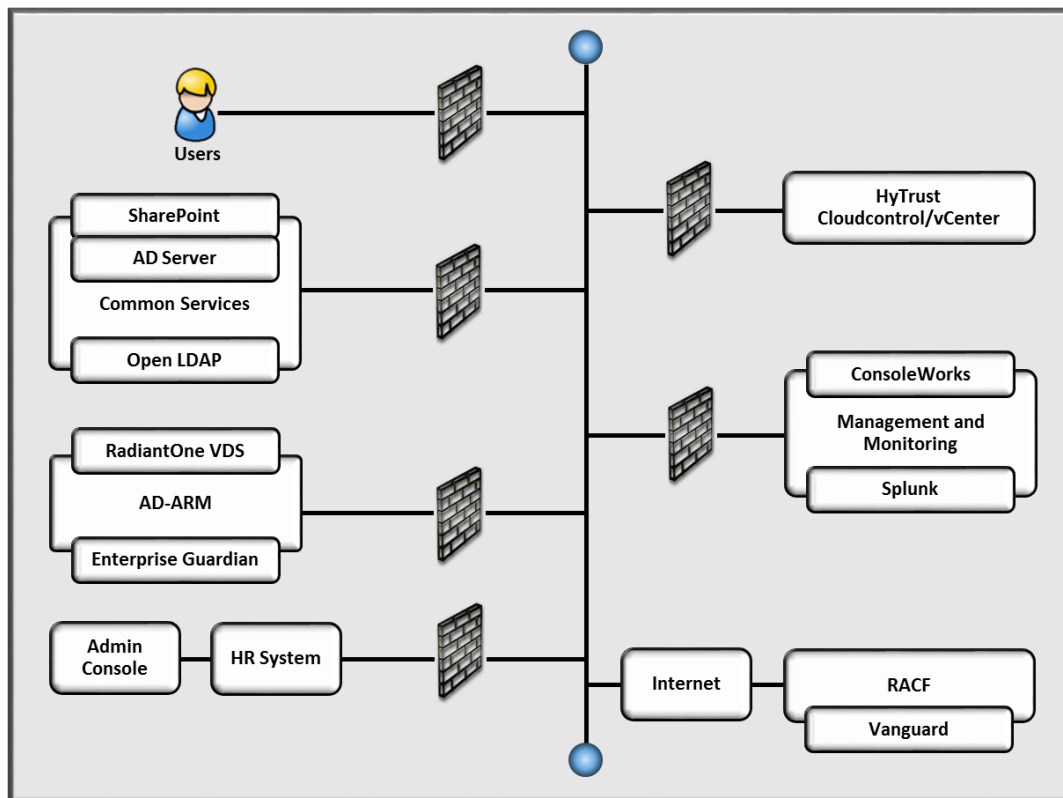 Users
SharePoint
AD Server
Common Services
Open LDAP
RadiantOne VDS
AD-ARM
Enterprise Guardian
Admin
Console
HR System
HyTrust
Cloudcontrol/vCenter
ConsoleWorks
Management and
Monitoring
Splunk
Internet
RACF
Vanguard